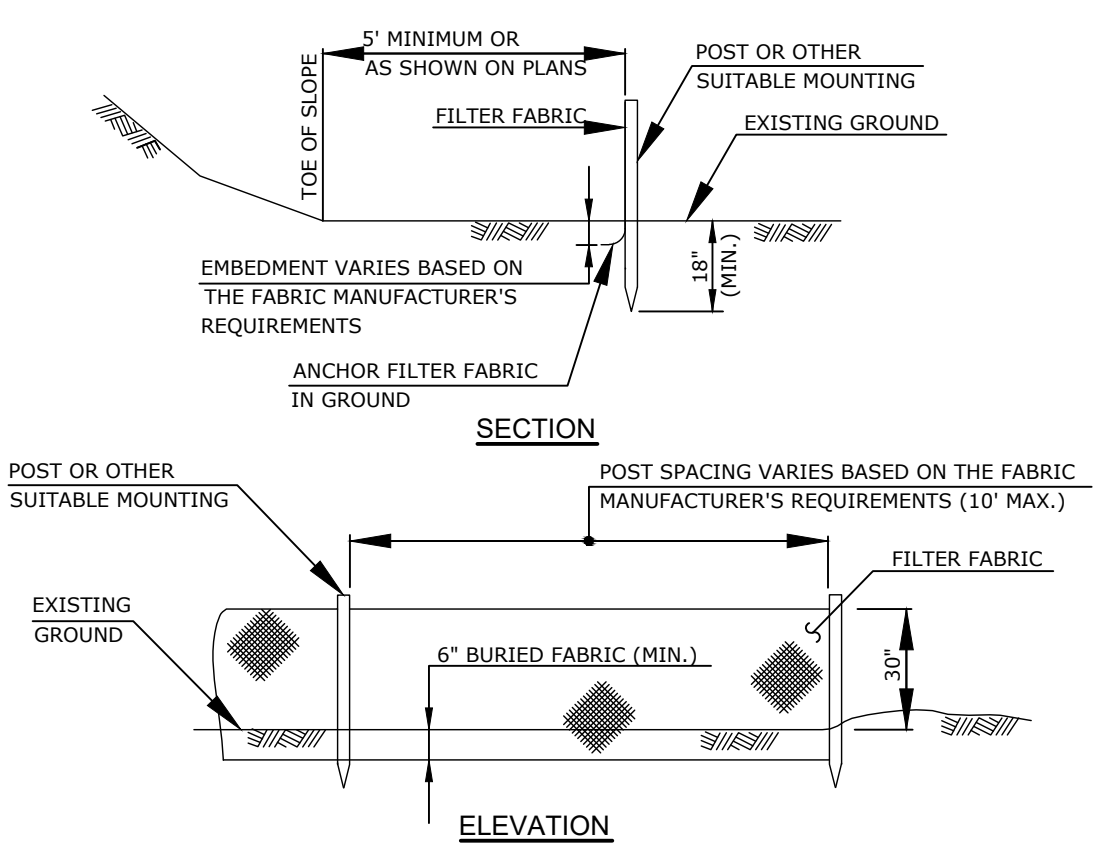 5' MINIMUM OR
AS SHOWN ON PLANS
TOE OF SLOPE
POST OR OTHER
SUITABLE MOUNTING
FILTER FABRIC
EXISTING GROUND
EMBEDMENT VARIES BASED ON
THE FABRIC MANUFACTURER'S
REQUIREMENTS
18"
(MIN.)
ANCHOR FILTER FABRIC
IN GROUND
SECTION
POST OR OTHER
SUITABLE MOUNTING
POST SPACING VARIES BASED ON THE FABRIC
MANUFACTURER'S REQUIREMENTS (10' MAX.)
FILTER FABRIC
EXISTING
GROUND
6" BURIED FABRIC (MIN.)
30"
ELEVATION